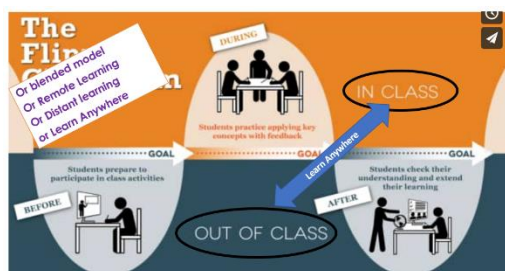 The
Or blended model
Or Remote Learning
Or Distant learning
or Learn Anywhere
DURING
IN CLASS
Students practice applying key
concepts with feedback
Learn Anywhere
GOAL
GOAL
GOAL
Students prepare to
participate in class activities
Students check their
understanding and extend
their learning
BEFORE
AFTER
OUT OF CLASS